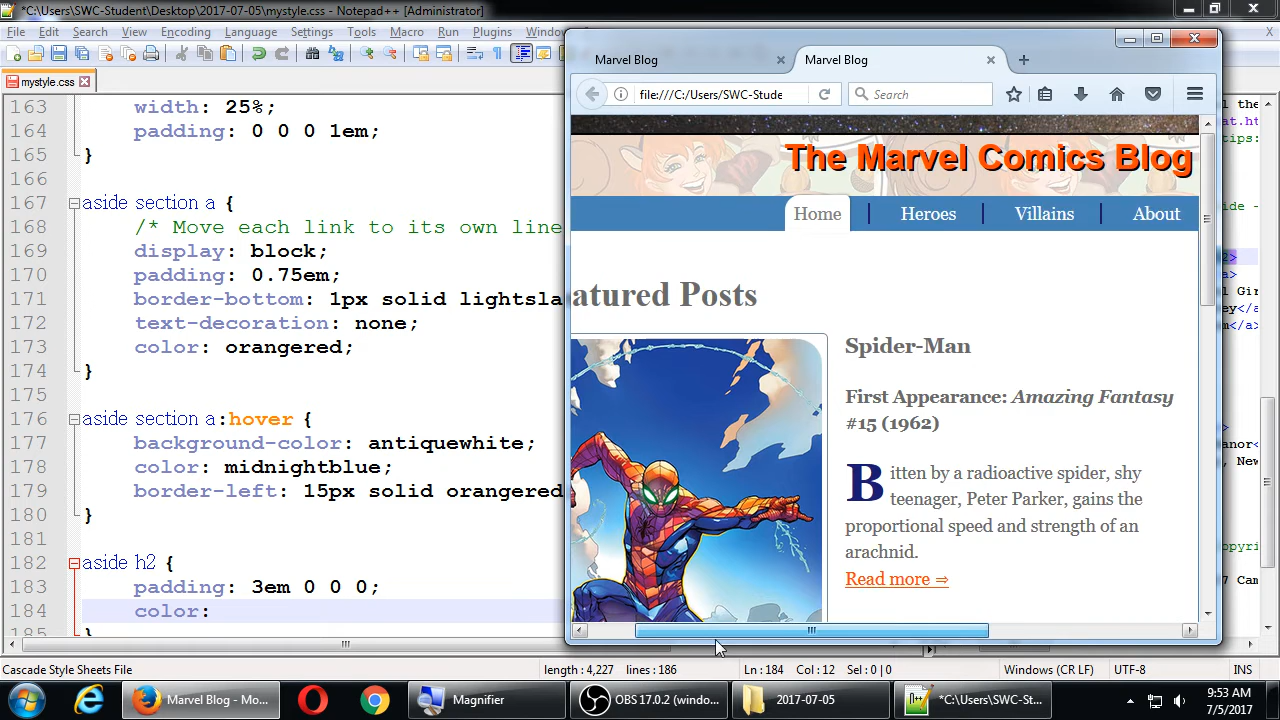 *C:\Users\SWC-Student\Desktop\2017-07-05\mystyle.css - Notepad++ [Administrator]
File Edit Search View Encoding Language Settings Tools Macro Run Plugins Window
X
mystyle.css
163 width: 25%;
164 padding: 0 0 0 1em;
165 }
166
167 aside section a {
168 /* Move each link to its own line
169 display: block;
170 padding: 0.75em;
171 border-bottom: 1px solid lightsla
172 text-decoration: none;
173 color: orangered;
174 }
175
176 aside section a:hover {
177 background-color: antiquewhite;
178 color: midnightblue;
179 border-left: 15px solid orangered
180 }
181
182 aside h2 {
183 padding: 3em 0 0 0;
184 color:
185 }
Marvel Blog
Marvel Blog
file:///C:/Users/SWC-Stude
Search
The Marvel Comics Blog
Home Heroes Villains About
atured Posts
Spider-Man
First Appearance: Amazing Fantasy
#15 (1962)
Bitten by a radioactive spider, shy
teenager, Peter Parker, gains the
proportional speed and strength of an
arachnid.
Read more ⇒
Cascade Style Sheets File length : 4,227 lines : 186 Ln : 184 Col : 12 Sel : 0 | 0 Windows (CR LF) UTF-8 INS
Marvel Blog - Mo... Magnifier OBS 17.0.2 (windo... 2017-07-05 *C:\Users\SWC-St...
9:53 AM
7/5/2017